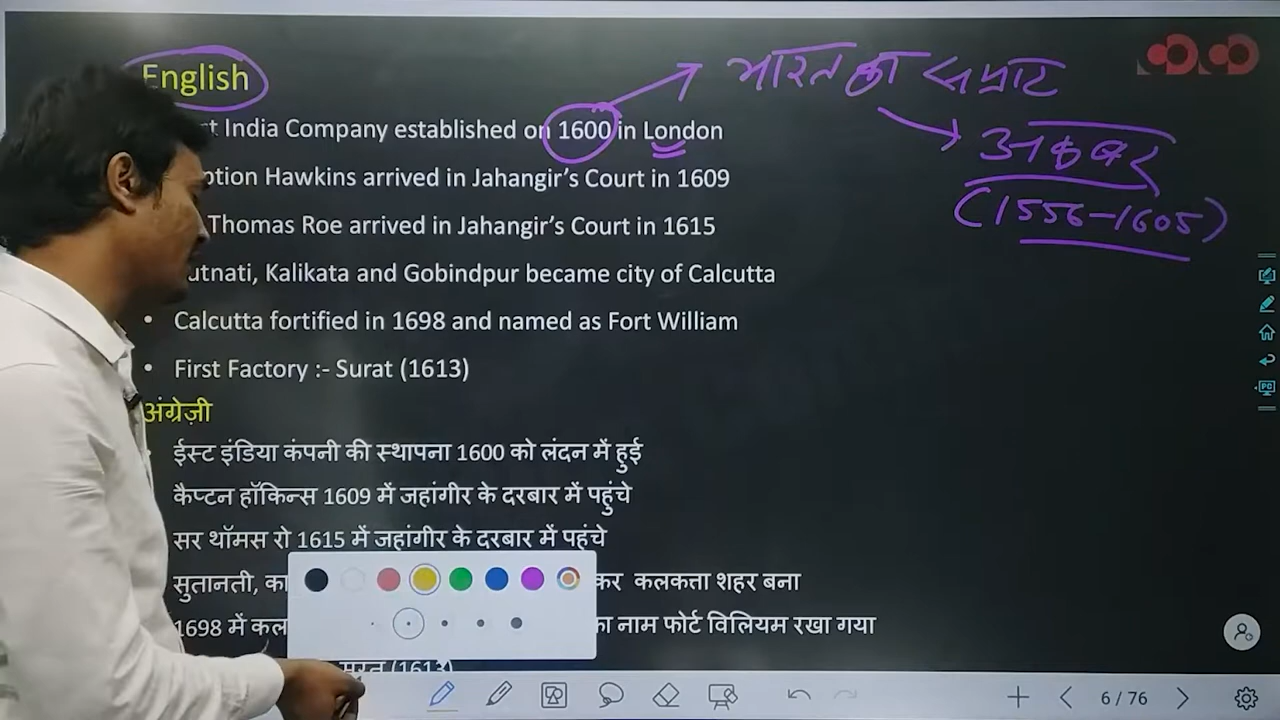 English
India Company established on 1600 in London
Hawkins arrived in Jahangir's Court in 1609
Thomas Roe arrived in Jahangir's Court in 1615
Kalikata and Gobindpur became city of Calcutta
• Calcutta fortified in 1698 and named as Fort William
• First Factory :- Surat (1613)
भारत का सम्राट
अकबर
(1556-1605)
अंग्रेज़ी
ईस्ट इंडिया कंपनी की स्थापना 1600 को लंदन में हुई
कैप्टन हॉकिन्स 1609 में जहांगीर के दरबार में पहुंचे
सर थॉमस रो 1615 में जहांगीर के दरबार में पहुंचे
सुतानती, कर कलकत्ता शहर बना
1698 में नाम फोर्ट विलियम रखा गया
(1613)
PC
6 / 76